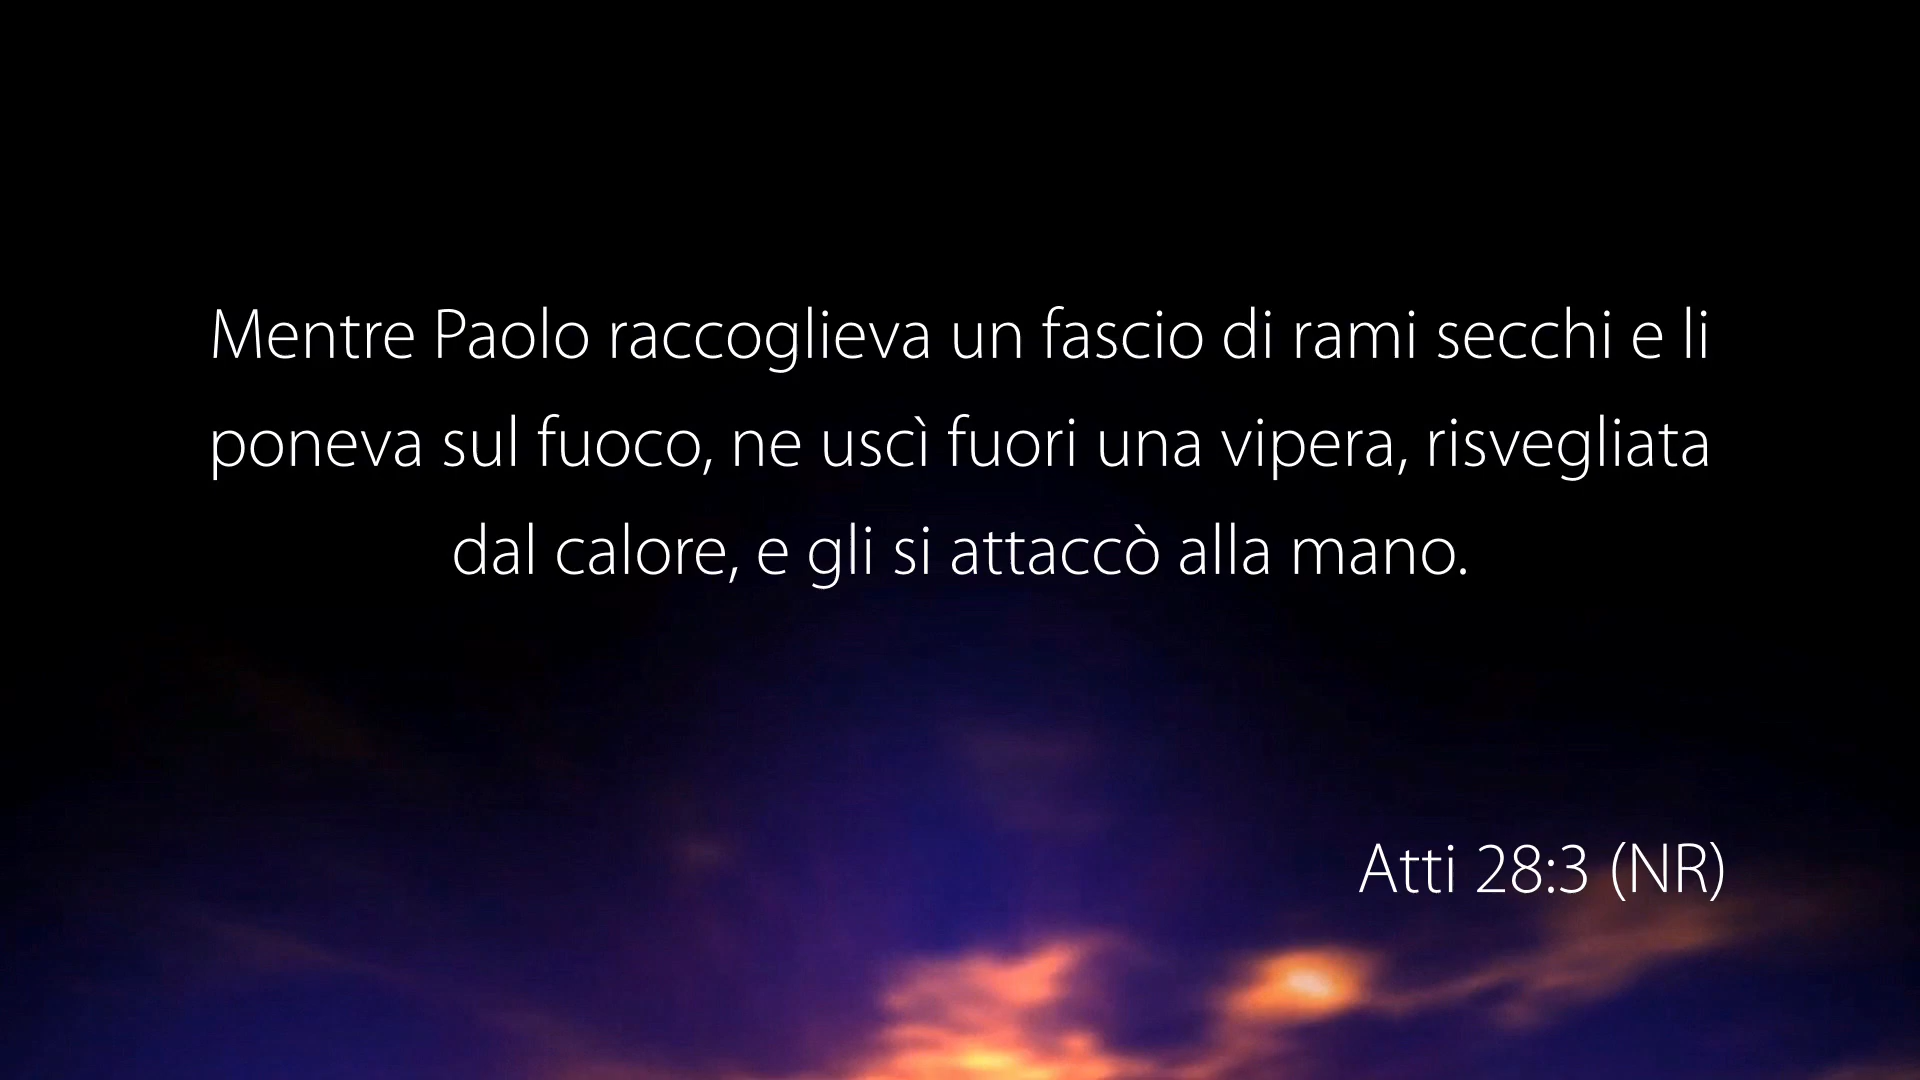 Mentre Paolo raccoglieva un fascio di rami secchi e li
poneva sul fuoco, ne uscì fuori una vipera, risvegliata
dal calore, e gli si attaccò alla mano.
Atti 28:3 (NR)